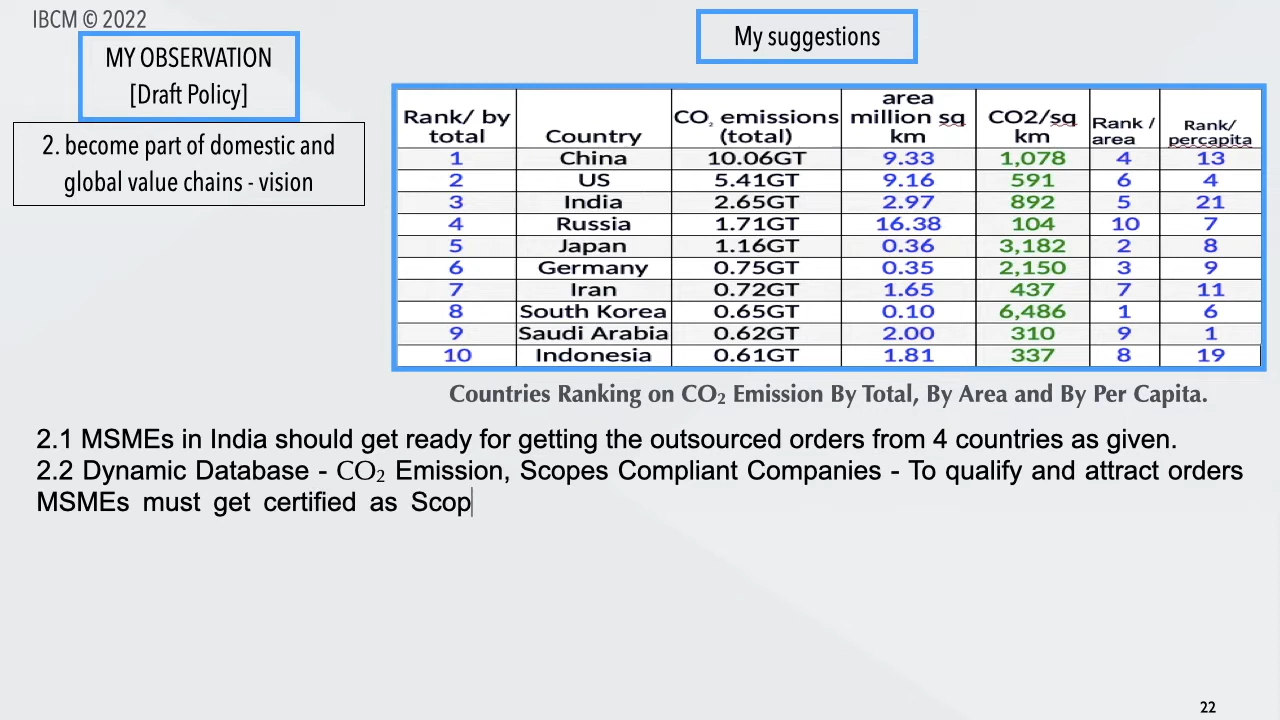 IBCM © 2022
MY OBSERVATION
[Draft Policy]
My suggestions
2. become part of domestic and
global value chains - vision
Rank/ by total Country CO2 emissions (total) area million sq km CO2/sq km Rank / area Rank/ percapita
1 China 10.06GT 9.33 1,078 4 13
2 US 5.41GT 9.16 591 6 4
3 India 2.65GT 2.97 892 5 21
4 Russia 1.71GT 16.38 104 10 7
5 Japan 1.16GT 0.36 3,182 2 8
6 Germany 0.75GT 0.35 2,150 3 9
7 Iran 0.72GT 1.65 437 7 11
8 South Korea 0.65GT 0.10 6,486 1 6
9 Saudi Arabia 0.62GT 2.00 310 9 1
10 Indonesia 0.61GT 1.81 337 8 19
Countries Ranking on CO2 Emission By Total, By Area and By Per Capita.
2.1 MSMEs in India should get ready for getting the outsourced orders from 4 countries as given.
2.2 Dynamic Database - CO2 Emission, Scopes Compliant Companies - To qualify and attract orders
MSMEs must get certified as Scop
22